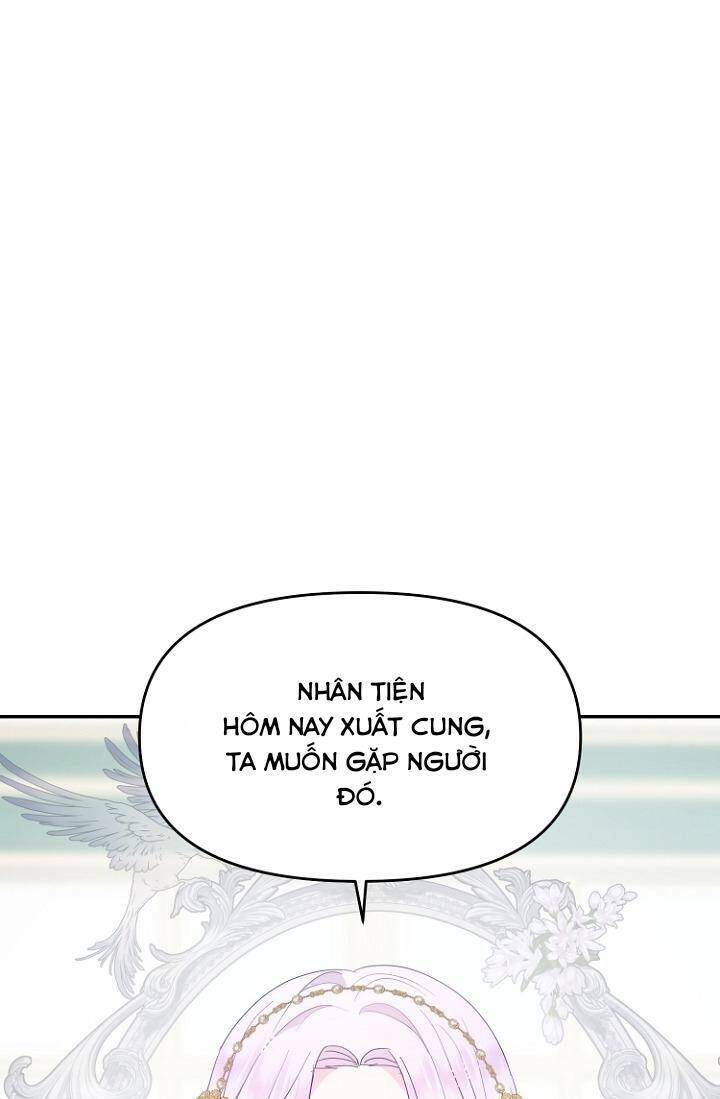 NHÂN TIỆN
HÔM NAY XUẤT CUNG,
TA MUỐN GẶP NGƯỜI
ĐÓ.